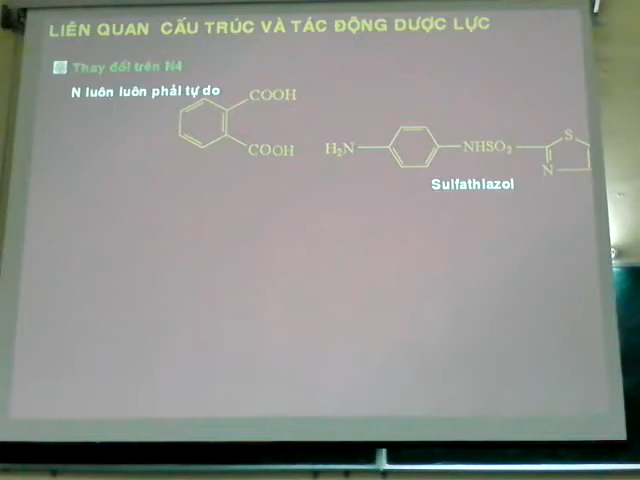 LIÊN QUAN CẤU TRÚC VÀ TÁC ĐỘNG DƯỢC LỰC
Thay đổi trên N4
N luôn luôn phải tự do
COOH
COOH
H2N
NHSO2
S
N
Sulfathiazol